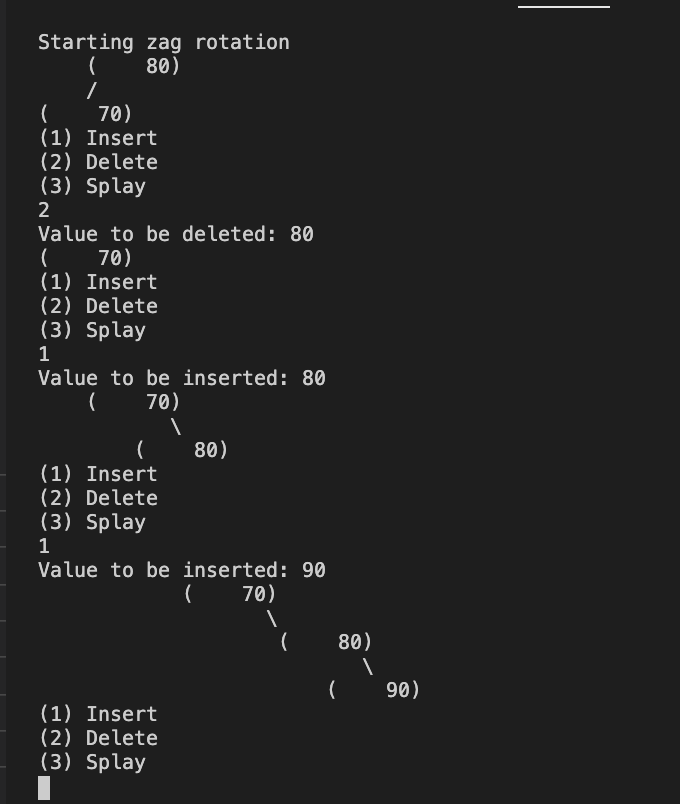 Starting zag rotation
    (    80)
    /
(    70)
(1) Insert
(2) Delete
(3) Splay
2
Value to be deleted: 80
(    70)
(1) Insert
(2) Delete
(3) Splay
1
Value to be inserted: 80
    (    70)
           \
        (    80)
(1) Insert
(2) Delete
(3) Splay
1
Value to be inserted: 90
            (    70)
                   \
                    (    80)
                           \
                        (    90)
(1) Insert
(2) Delete
(3) Splay